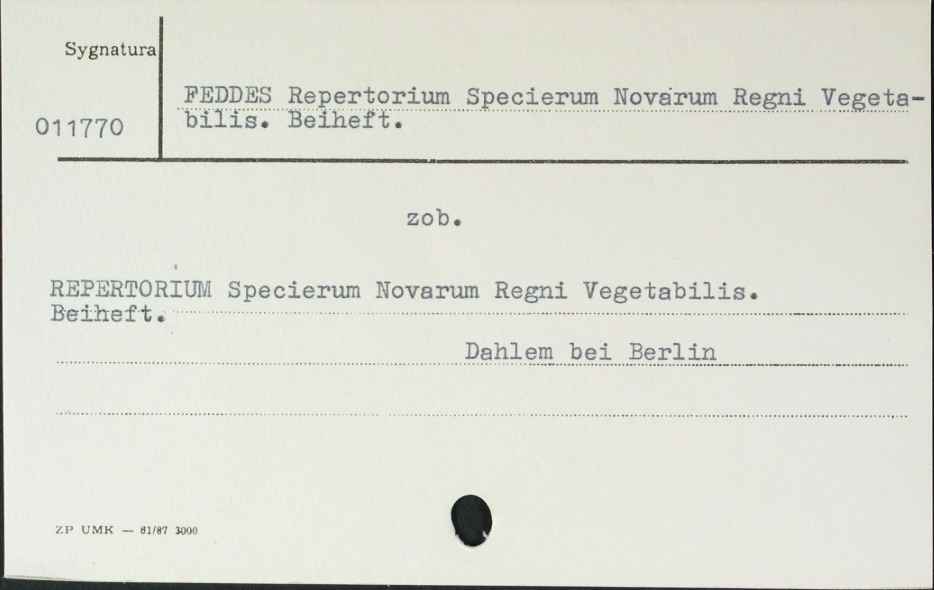 Sygnatura
FEDDES Repertorium Specierum Novarum Regni Vegeta-
011770
bilis. Beiheft.
zob.
REPERTORIUM Specierum Novarum Regni Vegetabilis.
Beiheft.
Dahlem bei Berlin
ZP UMK — 61/87 3000